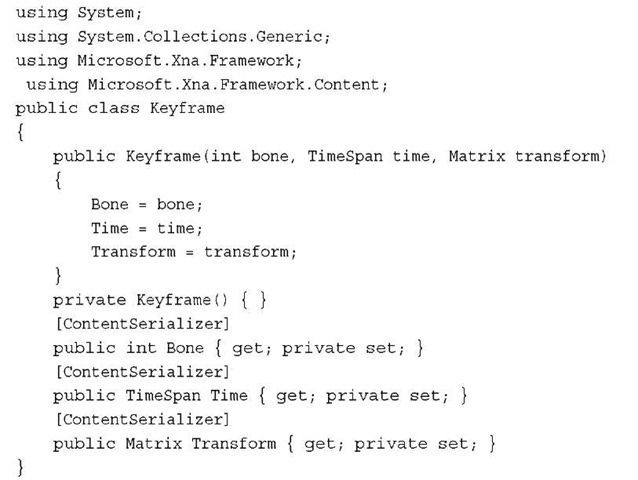 using System;
using System.Collections.Generic;
using Microsoft.Xna.Framework;
using Microsoft.Xna.Framework.Content;
public class Keyframe
{
public Keyframe(int bone, TimeSpan time, Matrix transform)
{
Bone = bone;
Time = time;
Transform = transform;
}
private Keyframe() { }
[ContentSerializer]
public int Bone { get; private set; }
[ContentSerializer]
public TimeSpan Time { get; private set; }
[ContentSerializer]
public Matrix Transform { get; private set; }
}